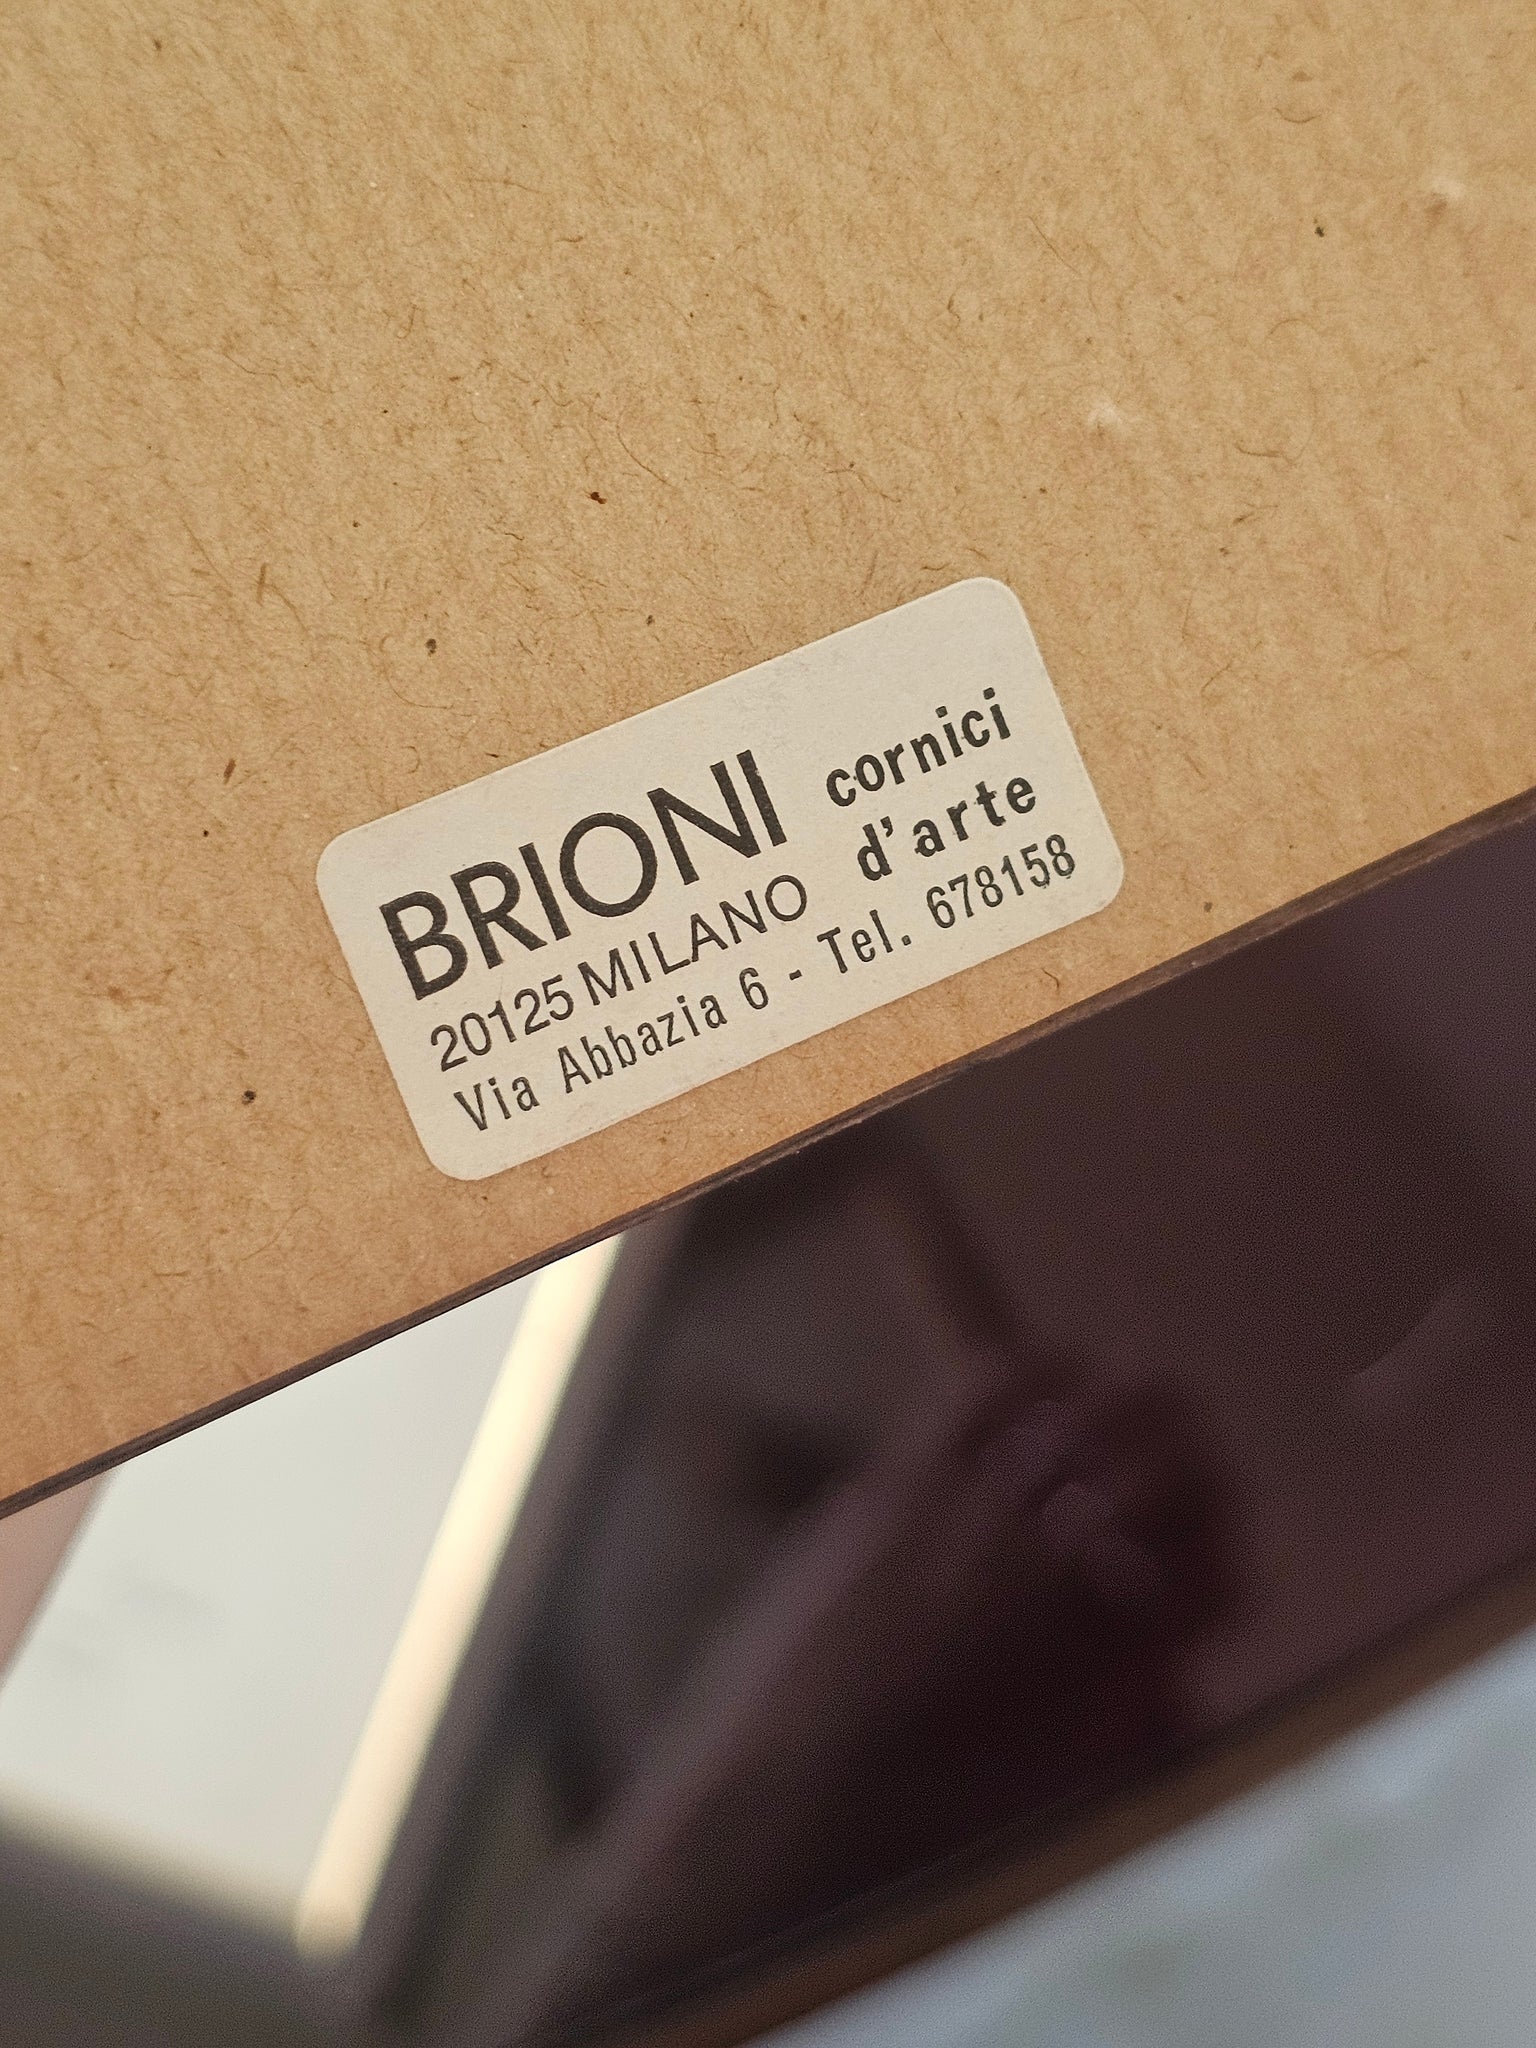 BRIONI cornici
d'arte
20125 MILANO
Via Abbazia 6 - Tel. 678158